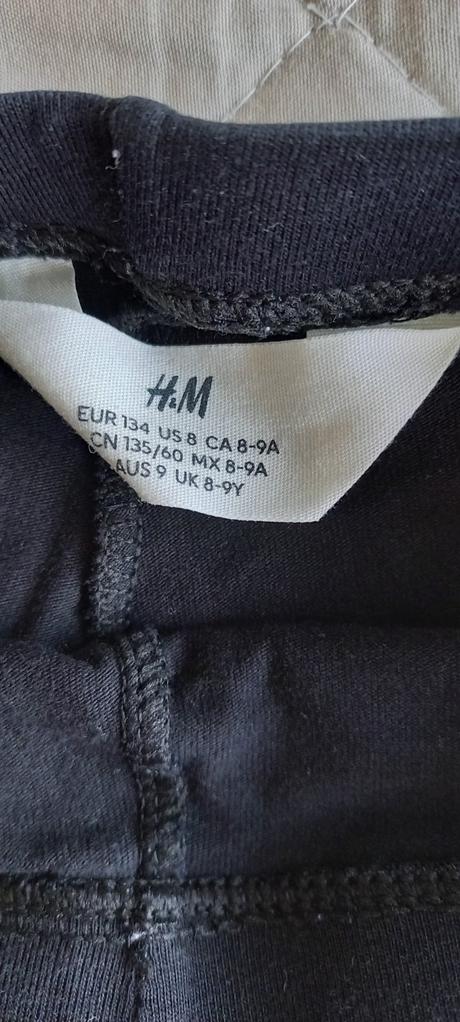 H&M
EUR 134 US 8 CA 8-9A
CN 135/60 MX 8-9A
AUS 9 UK 8-9Y